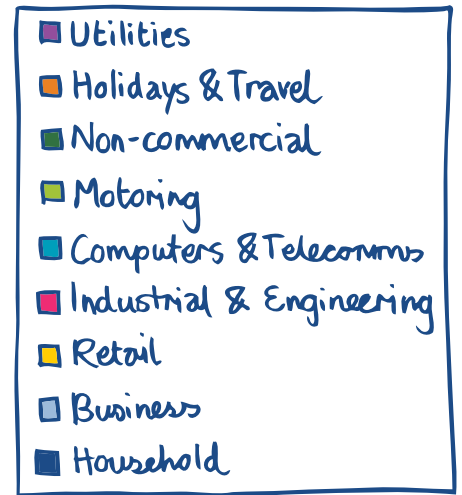 Utilities
Holidays & Travel
Non-commercial
Motoring
Computers & Telecomms
Industrial & Engineering
Retail
Business
Household